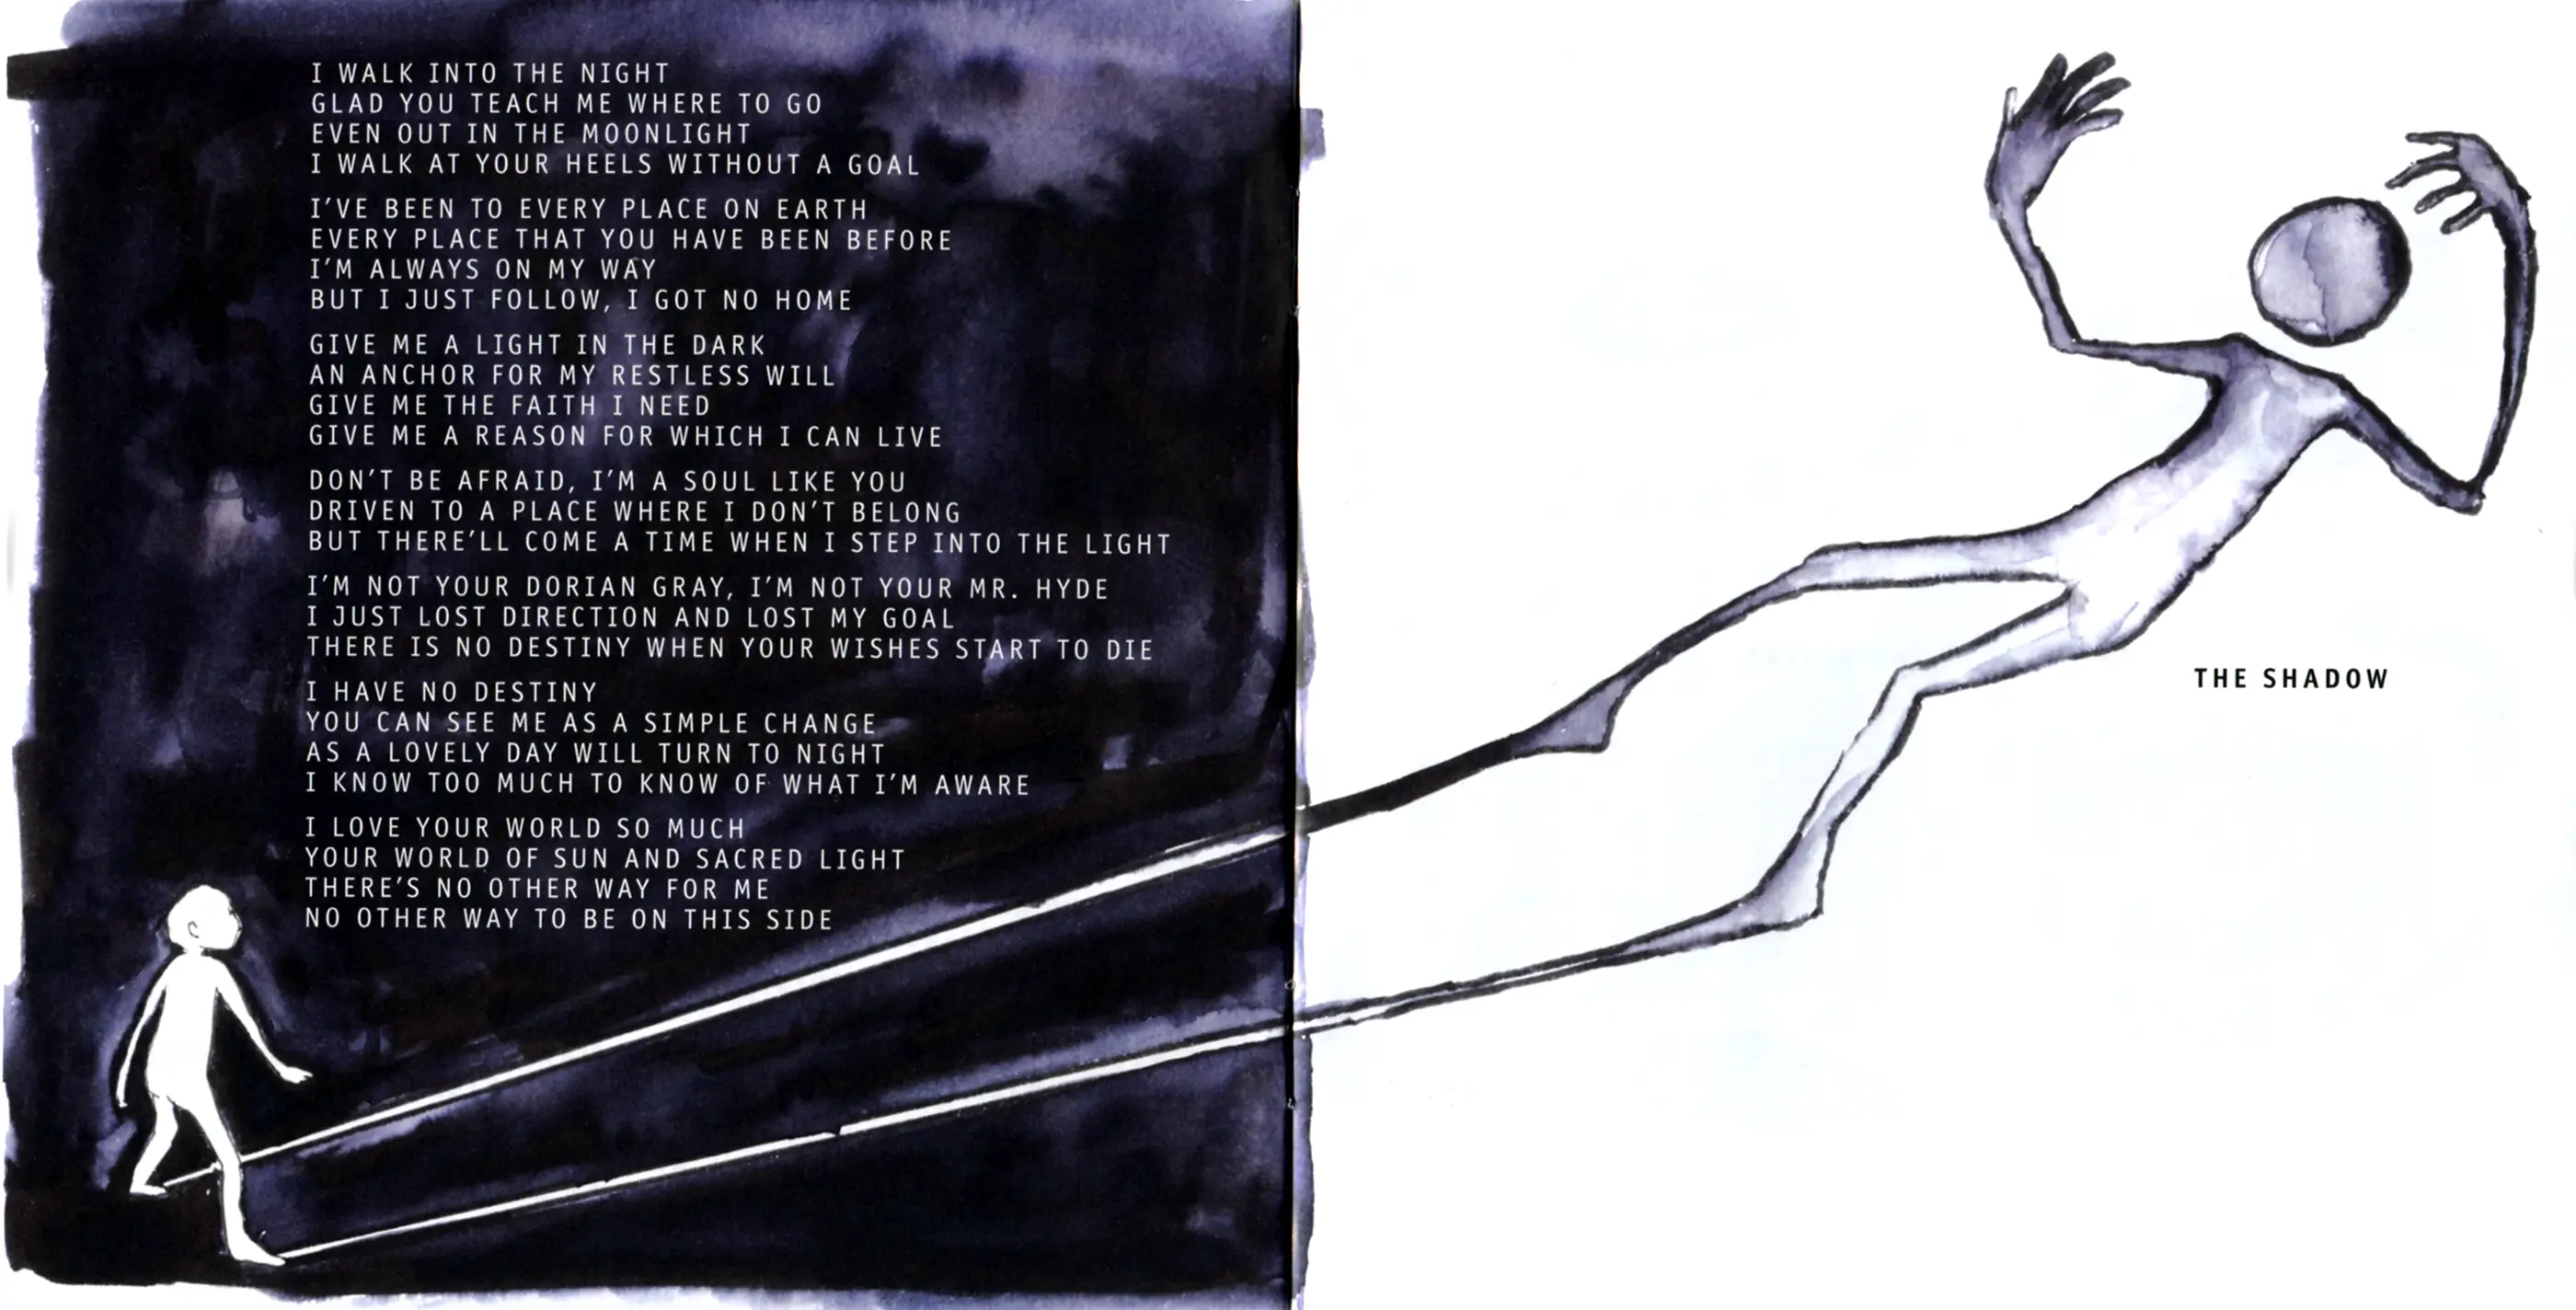 I WALK INTO THE NIGHT
GLAD YOU TEACH ME WHERE TO GO
EVEN OUT IN THE MOONLIGHT
I WALK AT YOUR HEELS WITHOUT A GOAL
I'VE BEEN TO EVERY PLACE ON EARTH
EVERY PLACE THAT YOU HAVE BEEN BEFORE
I'M ALWAYS ON MY WAY
BUT I JUST FOLLOW, I GOT NO HOME
GIVE ME A LIGHT IN THE DARK
AN ANCHOR FOR MY RESTLESS WILL
GIVE ME THE FAITH I NEED
GIVE ME A REASON FOR WHICH I CAN LIVE
DON'T BE AFRAID, I'M A SOUL LIKE YOU
DRIVEN TO A PLACE WHERE I DON'T BELONG
BUT THERE'LL COME A TIME WHEN I STEP INTO THE LIGHT
I'M NOT YOUR DORIAN GRAY, I'M NOT YOUR MR. HYDE
I JUST LOST DIRECTION AND LOST MY GOAL
THERE IS NO DESTINY WHEN YOUR WISHES START TO DIE
I HAVE NO DESTINY
YOU CAN SEE ME AS A SIMPLE CHANGE
AS A LOVELY DAY WILL TURN TO NIGHT
I KNOW TOO MUCH TO KNOW OF WHAT I'M AWARE
I LOVE YOUR WORLD SO MUCH
YOUR WORLD OF SUN AND SACRED LIGHT
THERE'S NO OTHER WAY FOR ME
NO OTHER WAY TO BE ON THIS SIDE
THE SHADOW